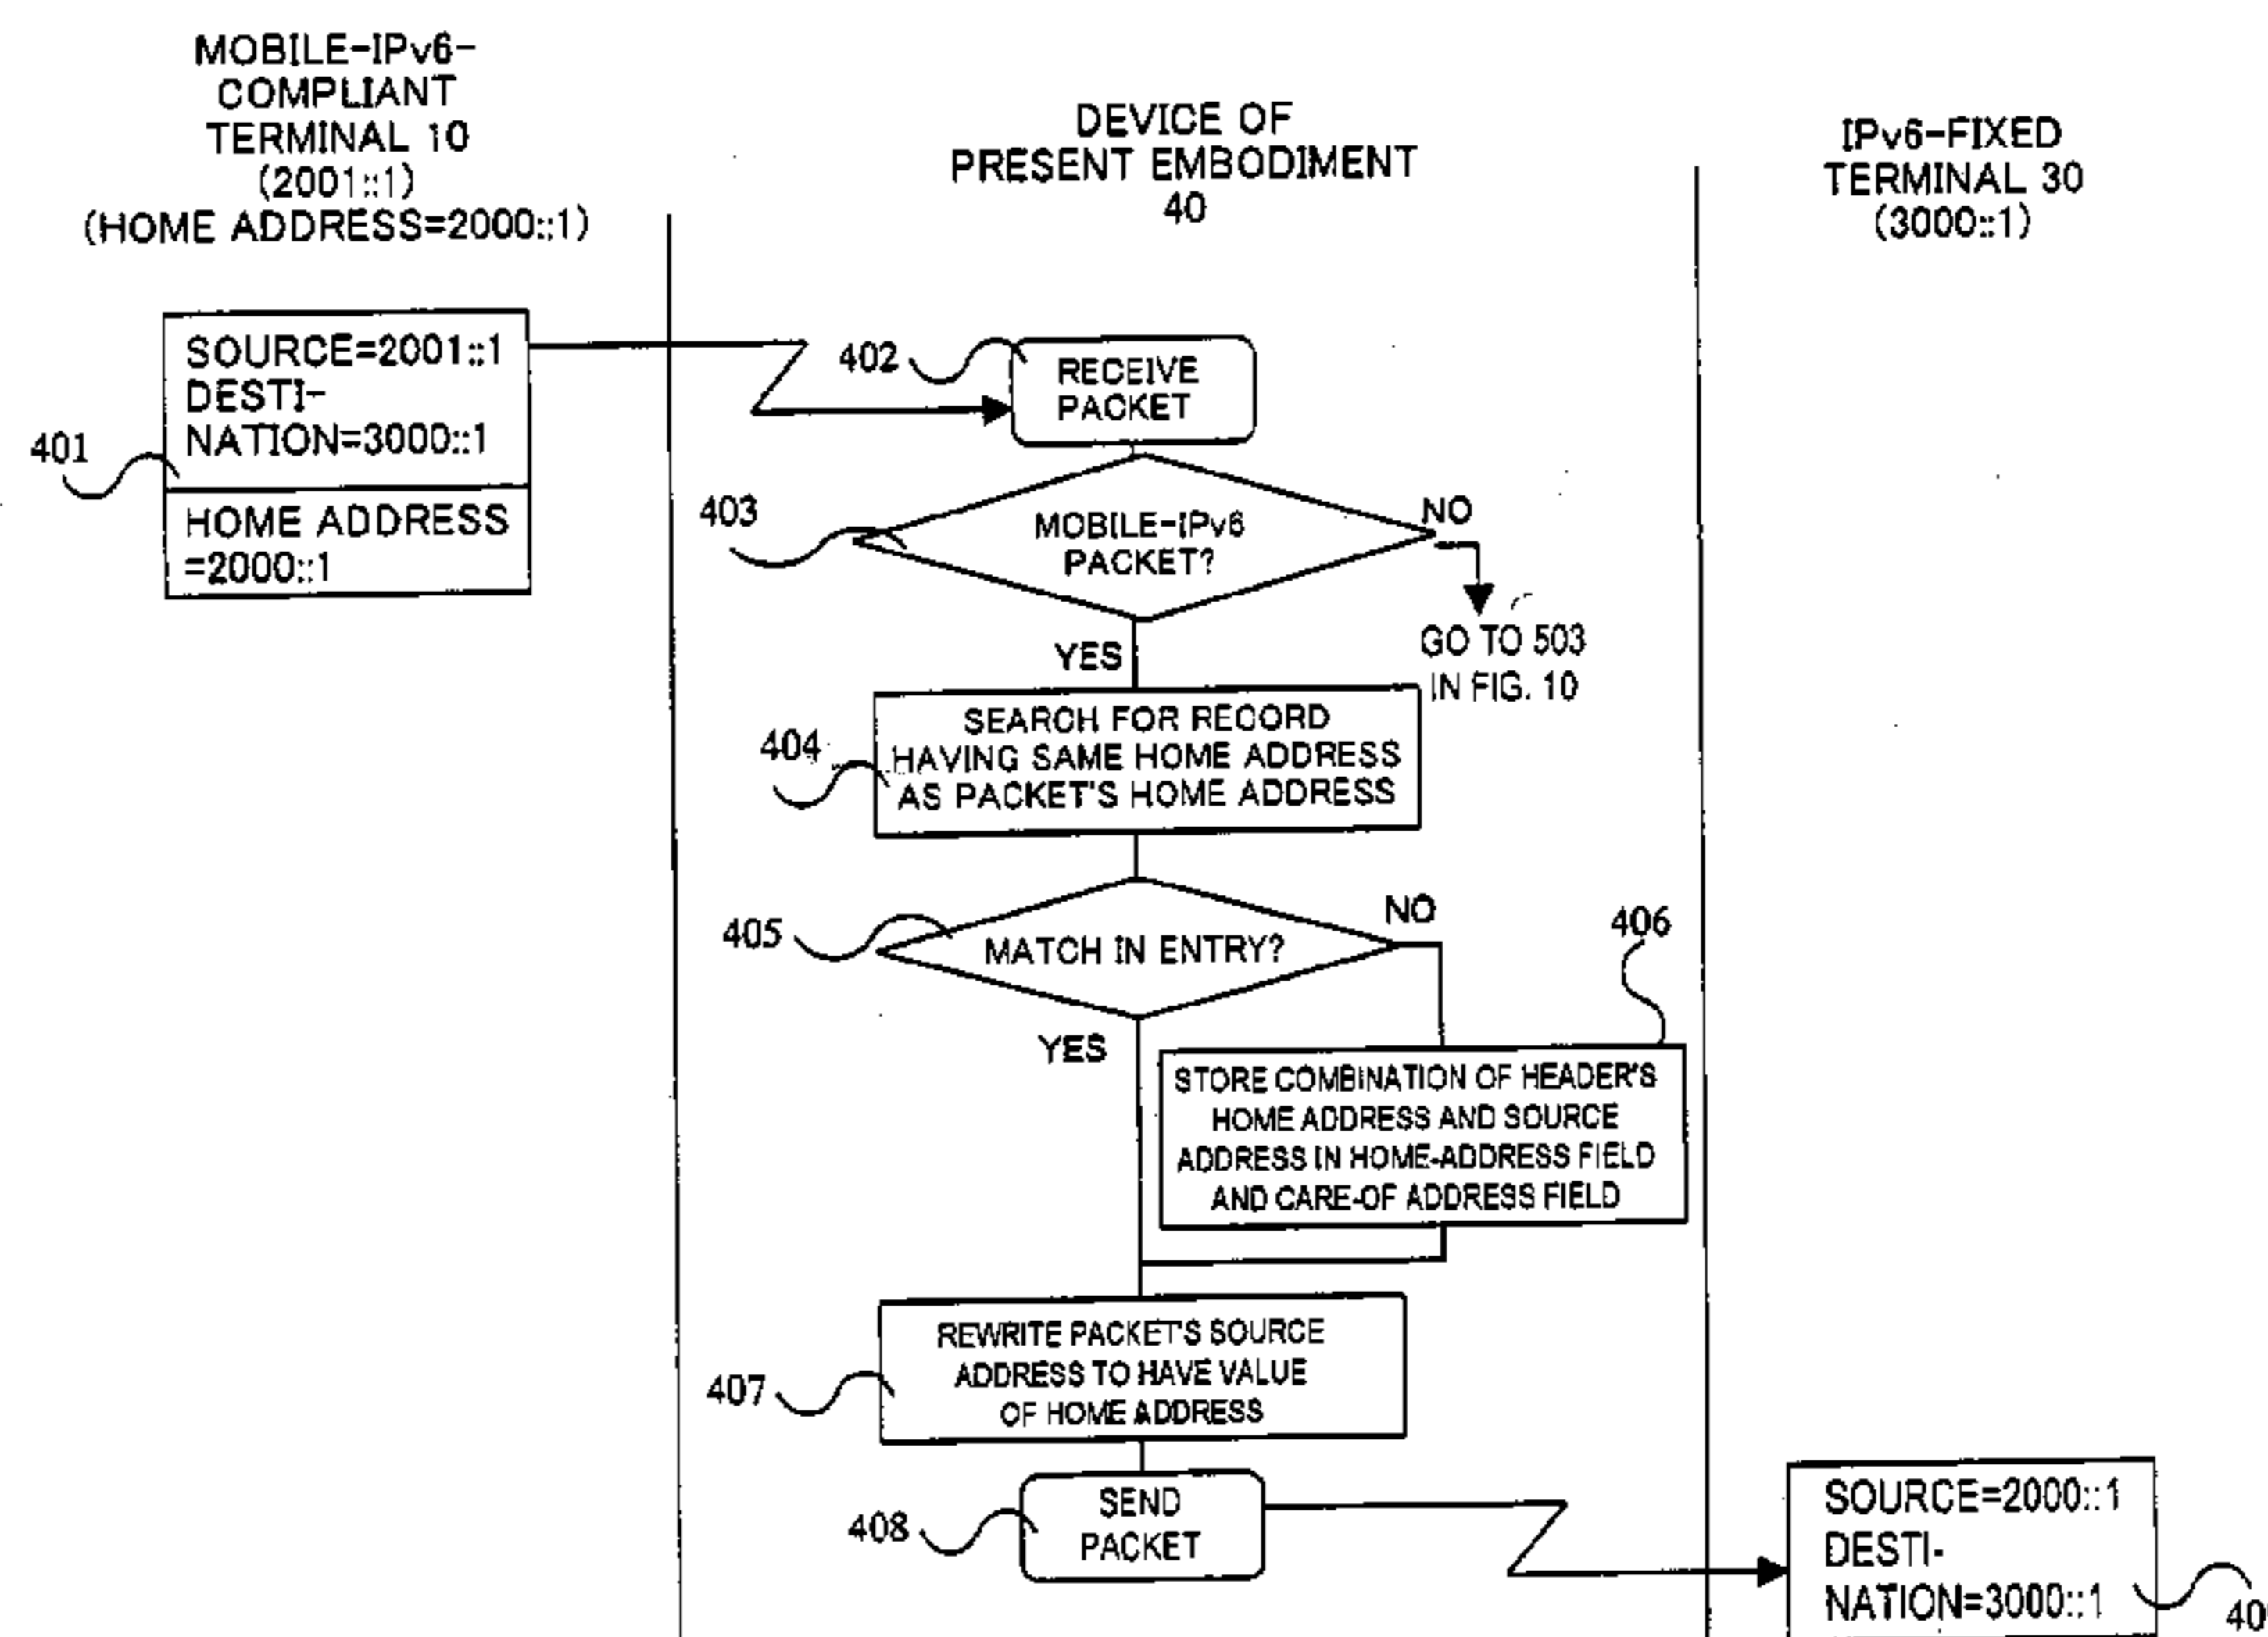 MOBILE-IPv6-
COMPLIANT
TERMINAL 10
(2001::1)
(HOME ADDRESS=2000::1)
DEVICE OF
PRESENT EMBODIMENT
40
IPv6-FIXED
TERMINAL 30
(3000::1)
SOURCE=2001::1
DESTI-
NATION=3000::1
401
HOME ADDRESS
=2000::1
402
RECEIVE
PACKET
403
MOBILE-IPv6
PACKET?
NO
GO TO 503
IN FIG. 10
YES
404
SEARCH FOR RECORD
HAVING SAME HOME ADDRESS
AS PACKET'S HOME ADDRESS
405
MATCH IN ENTRY?
NO
406
YES
STORE COMBINATION OF HEADER'S
HOME ADDRESS AND SOURCE
ADDRESS IN HOME-ADDRESS FIELD
AND CARE-OF ADDRESS FIELD
407
REWRITE PACKET'S SOURCE
ADDRESS TO HAVE VALUE
OF HOME ADDRESS
408
SEND
PACKET
SOURCE=2000::1
DESTI-
NATION=3000::1